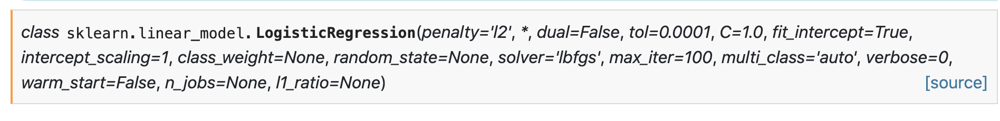 class sklearn.linear_model.LogisticRegression(penalty='l2', *, dual=False, tol=0.0001, C=1.0, fit_intercept=True,
intercept_scaling=1, class_weight=None, random_state=None, solver='lbfgs', max_iter=100, multi_class='auto', verbose=0,
warm_start=False, n_jobs=None, l1_ratio=None) [source]